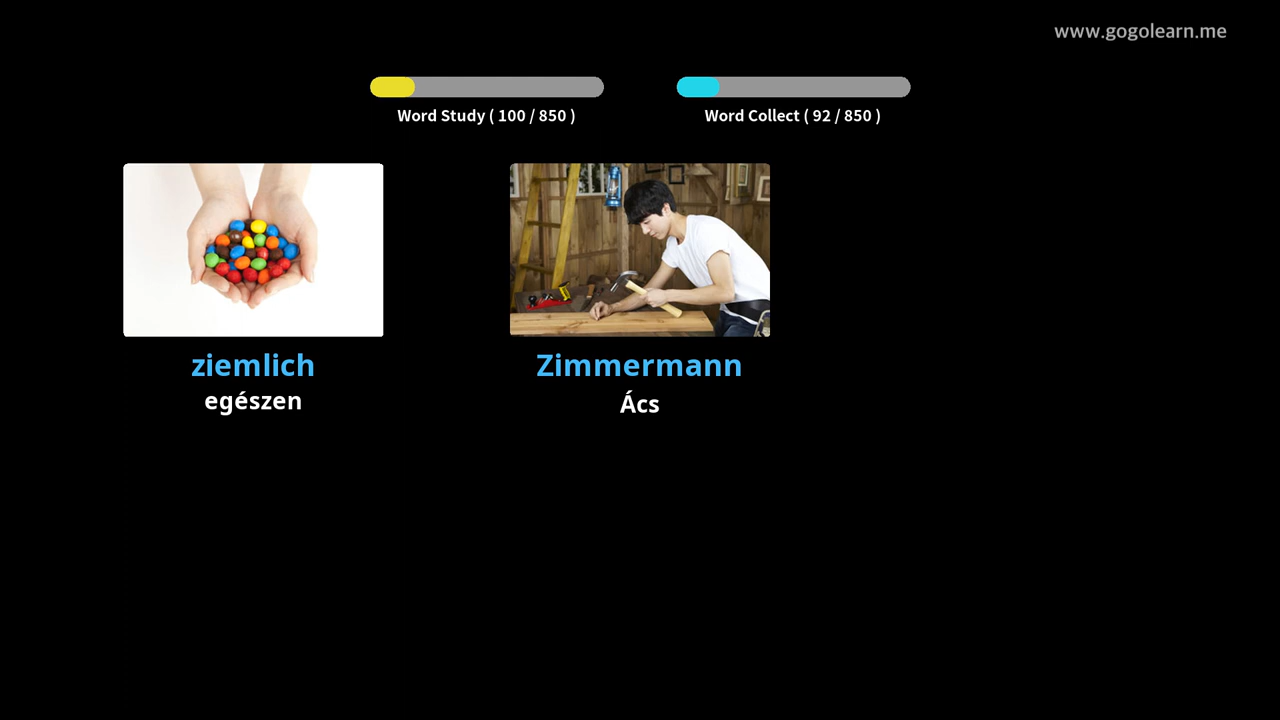 www.gogolearn.me
Word Study ( 100 / 850 )
Word Collect ( 92 / 850 )
ziemlich
egészen
Zimmermann
Ács